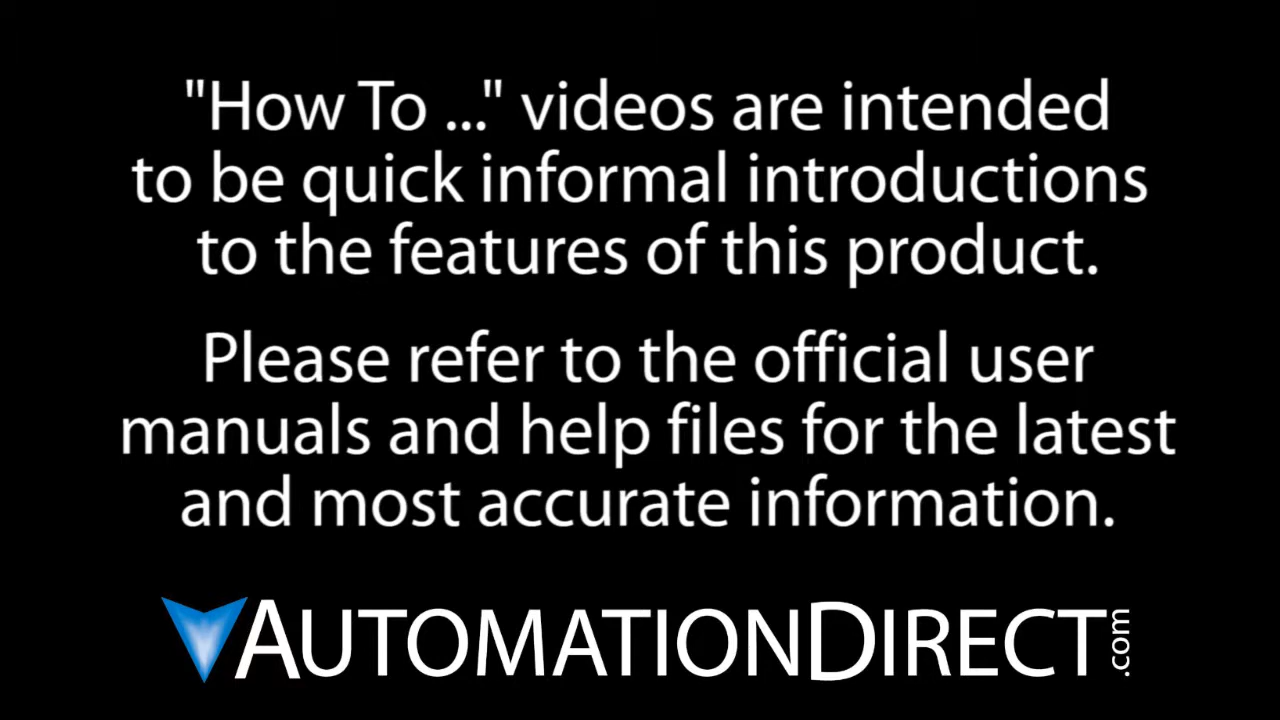 "How To ..." videos are intended
to be quick informal introductions
to the features of this product.
Please refer to the official user
manuals and help files for the latest
and most accurate information.
AUTOMATIONDIRECT.com